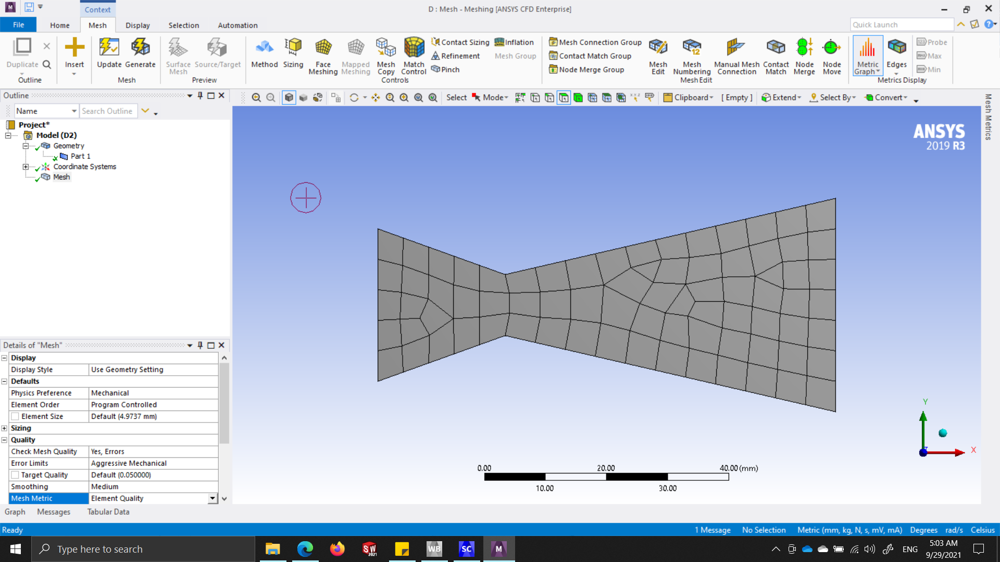 Context
D : Mesh - Meshing [ANSYS CFD Enterprise]
File Home Mesh Display Selection Automation
Quick Launch
Duplicate
Outline
Insert
Update Generate
Mesh
Surface Mesh Source/Target
Preview
Method Sizing Face Meshing Mapped Meshing Mesh Copy Match Control
Contact Sizing Inflation
Refinement Mesh Group
Pinch
Controls
Mesh Connection Group
Contact Match Group
Node Merge Group
Mesh Edit Mesh Numbering Manual Mesh Connection Contact Match Node Merge Node Move
Mesh Edit
Metric Graph Edges
Probe
Max
Min
Metrics Display
Outline
Select Mode Clipboard [ Empty ] Extend Select By Convert
Name Search Outline
Project*
Model (D2)
Geometry
Part 1
Coordinate Systems
Mesh
Mesh Metrics
ANSYS
2019 R3
Details of "Mesh"
Display
Display Style Use Geometry Setting
Defaults
Physics Preference Mechanical
Element Order Program Controlled
Element Size Default (4.9737 mm)
Sizing
Quality
Check Mesh Quality Yes, Errors
Error Limits Aggressive Mechanical
Target Quality Default (0.050000)
Smoothing Medium
Mesh Metric Element Quality
Y
X
0.00 20.00 40.00 (mm)
10.00 30.00
Graph Messages Tabular Data
Ready 1 Message No Selection Metric (mm, kg, N, s, mV, mA) Degrees rad/s Celsius
Type here to search
SW
2021
WB
SC
M
ENG
5:03 AM
9/29/2021